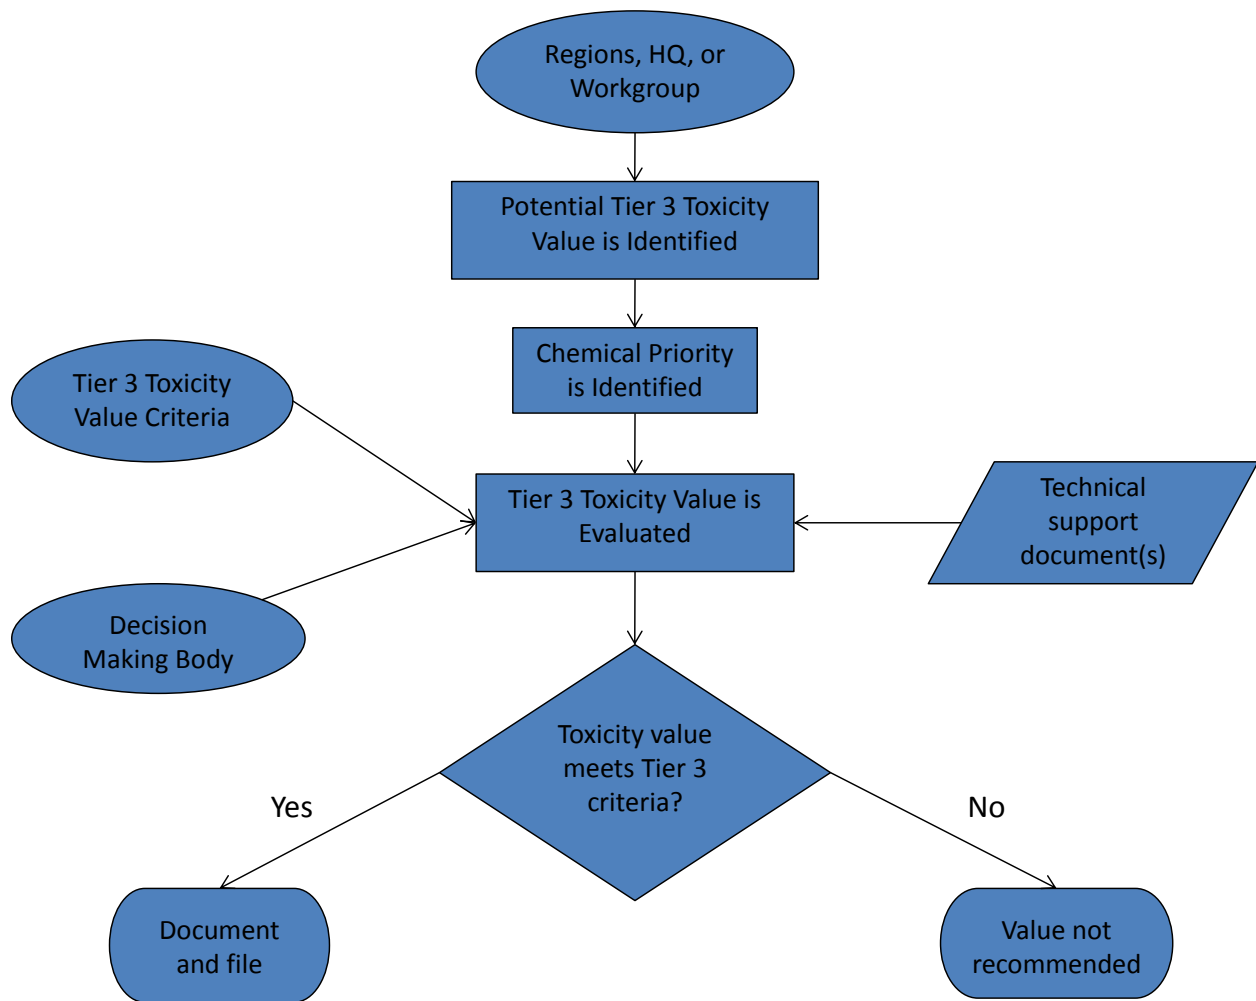 Regions, HQ, or
Workgroup
Potential Tier 3 Toxicity
Value is Identified
Chemical Priority
is Identified
Tier 3 Toxicity
Value Criteria
Tier 3 Toxicity Value is
Evaluated
Technical
support
document(s)
Decision
Making Body
Toxicity value
meets Tier 3
criteria?
Yes
No
Document
and file
Value not
recommended